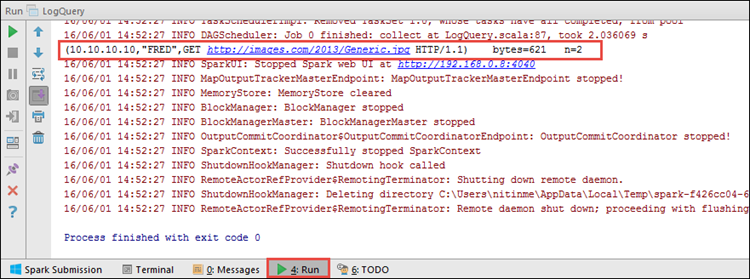 Run LogQuery
16/06/01 14:52:27 INFO TaskSchedulerImpl: Removed TaskSet 1.0, whose tasks have all completed, from pool
16/06/01 14:52:27 INFO DAGScheduler: Job 0 finished: collect at LogQuery.scala:87, took 2.036069 s
(10.10.10.10,"FRED",GET http://images.com/2013/Generic.jpg HTTP/1.1) bytes=621 n=2
16/06/01 14:52:27 INFO SparkUI: Stopped Spark web UI at http://192.168.0.8:4040
16/06/01 14:52:27 INFO MapOutputTrackerMasterEndpoint: MapOutputTrackerMasterEndpoint stopped!
16/06/01 14:52:27 INFO MemoryStore: MemoryStore cleared
16/06/01 14:52:27 INFO BlockManager: BlockManager stopped
16/06/01 14:52:27 INFO BlockManagerMaster: BlockManagerMaster stopped
16/06/01 14:52:27 INFO OutputCommitCoordinator$OutputCommitCoordinatorEndpoint: OutputCommitCoordinator stopped!
16/06/01 14:52:27 INFO SparkContext: Successfully stopped SparkContext
16/06/01 14:52:27 INFO ShutdownHookManager: Shutdown hook called
16/06/01 14:52:27 INFO RemoteActorRefProvider$RemotingTerminator: Shutting down remote daemon.
16/06/01 14:52:27 INFO ShutdownHookManager: Deleting directory C:\Users\nitinme\AppData\Local\Temp\spark-f426cc04-6
16/06/01 14:52:27 INFO RemoteActorRefProvider$RemotingTerminator: Remote daemon shut down; proceeding with flushing
Process finished with exit code 0
Spark Submission Terminal 0: Messages 4: Run 6: TODO